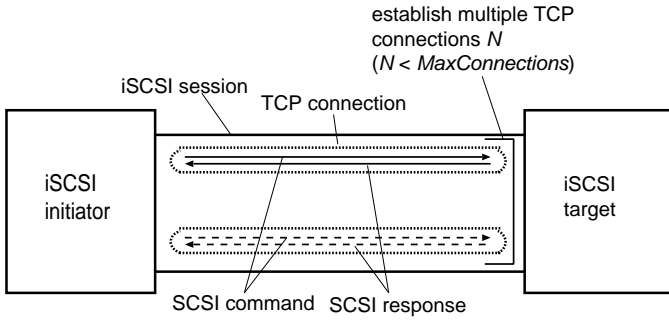 establish multiple TCP
connections N
(N < MaxConnections)
iSCSI session
TCP connection
iSCSI
initiator
iSCSI
target
SCSI command
SCSI response